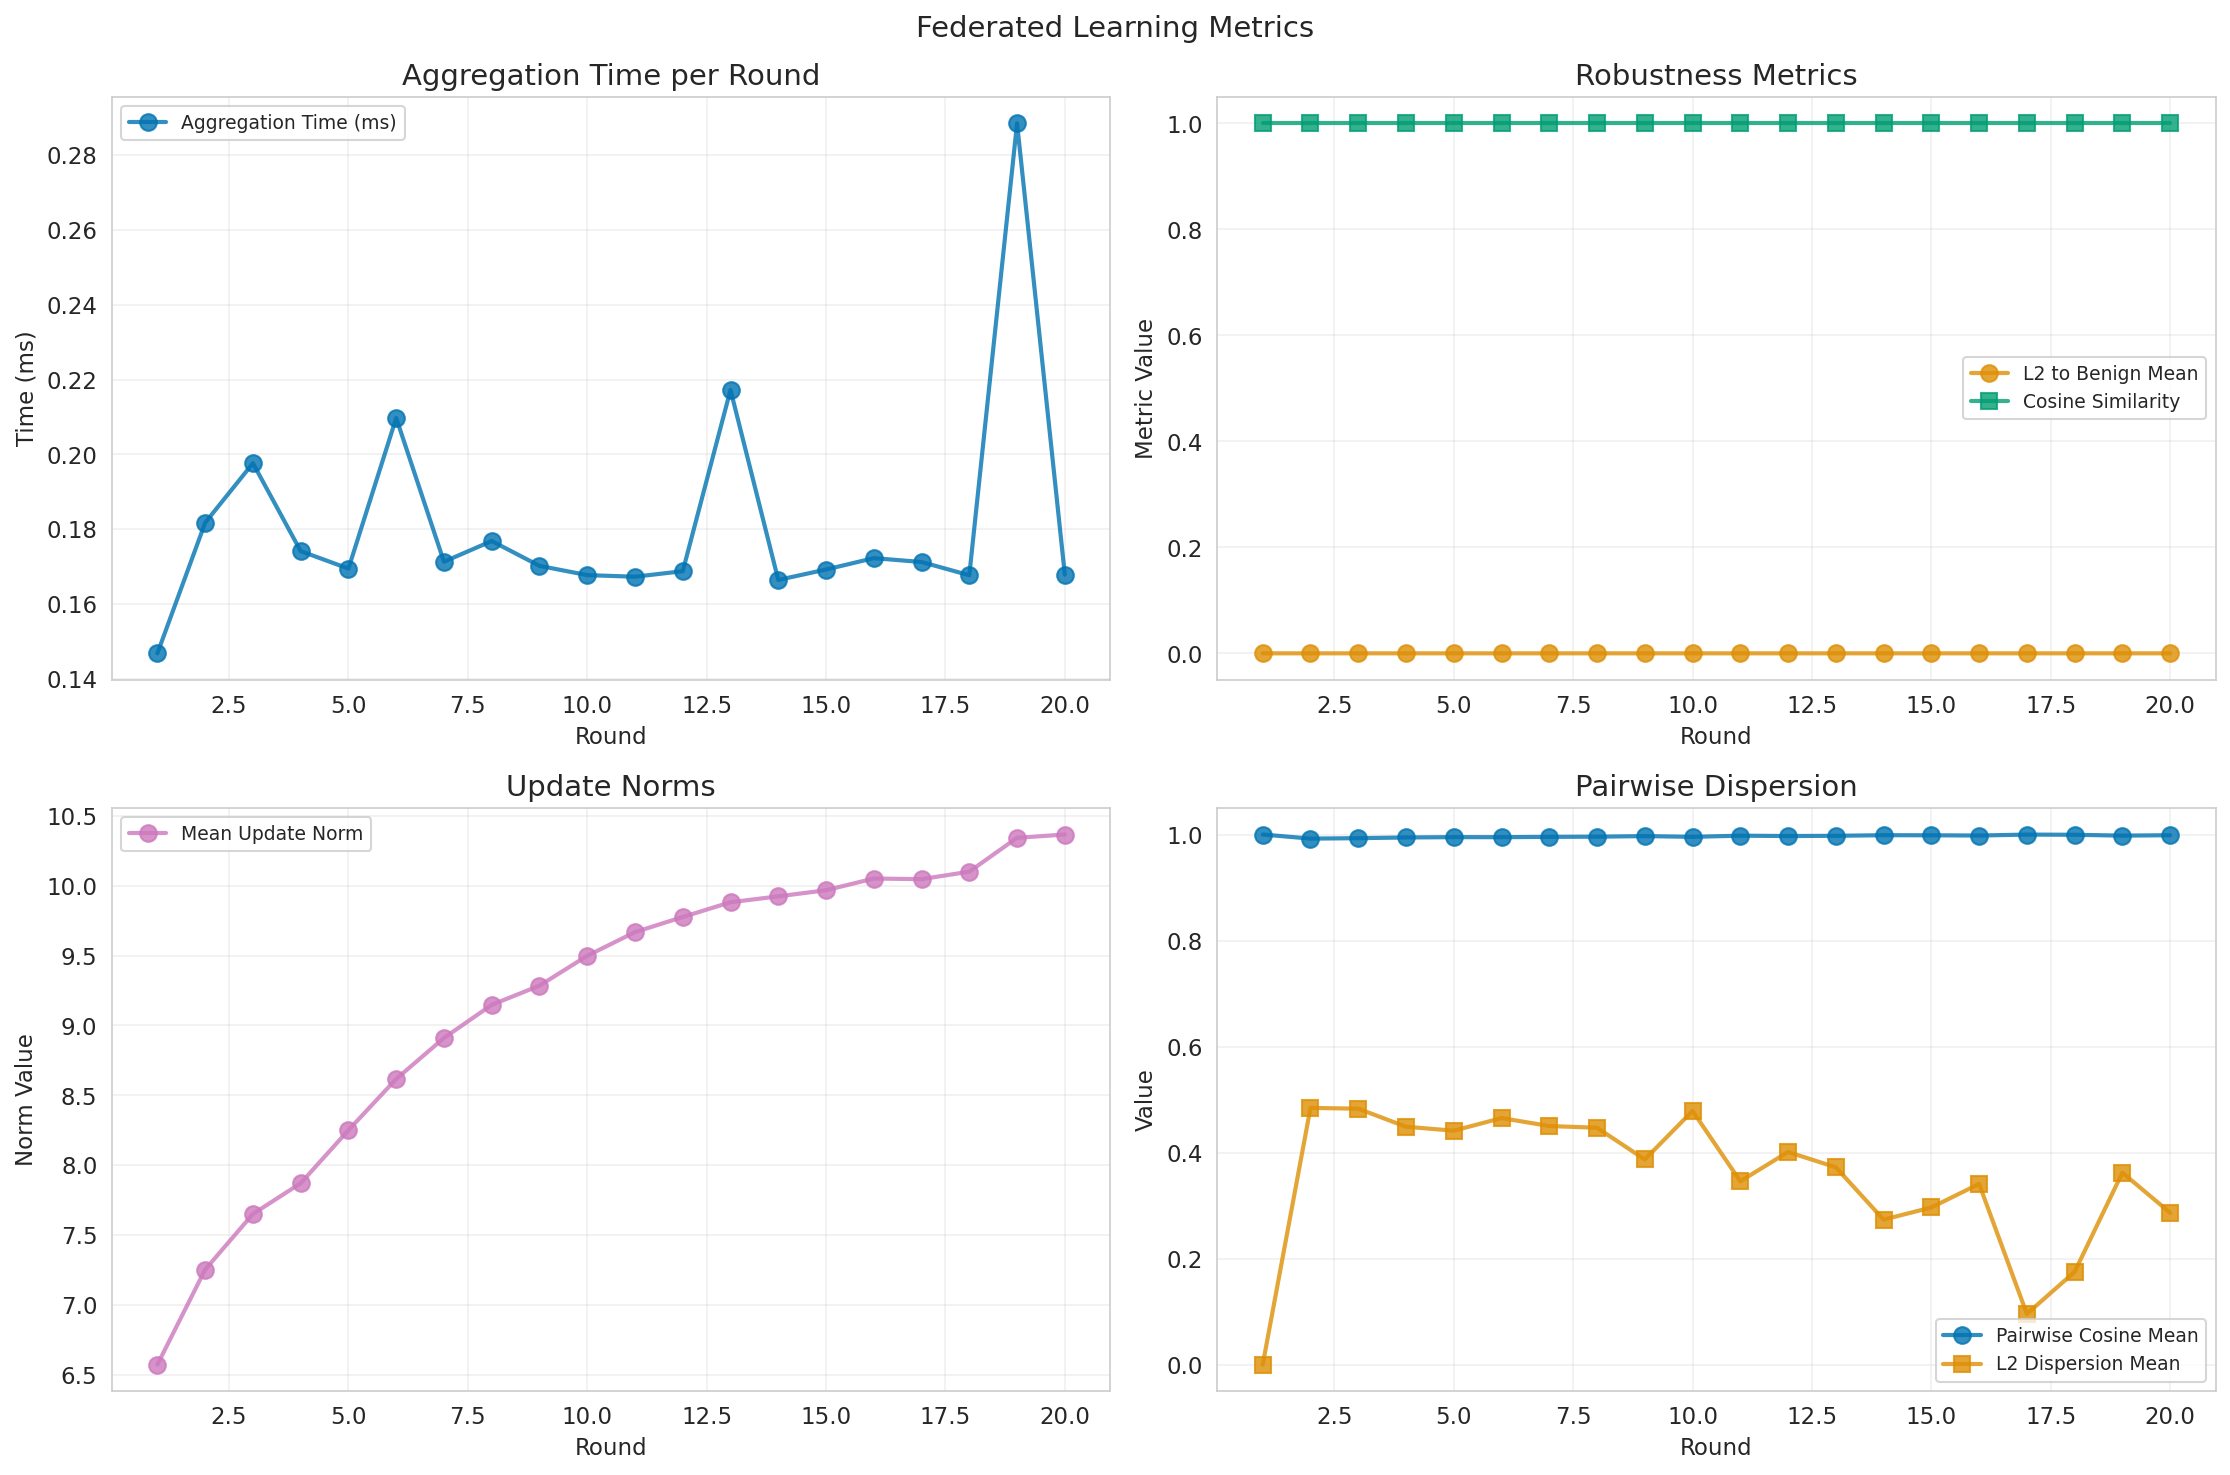 Federated Learning Metrics
Aggregation Time per Round
Aggregation Time (ms)
Time (ms)
0.28
0.26
0.24
0.22
0.20
0.18
0.16
0.14
2.5 5.0 7.5 10.0 12.5 15.0 17.5 20.0
Round
Robustness Metrics
Metric Value
1.0
0.8
0.6
0.4
0.2
0.0
L2 to Benign Mean
Cosine Similarity
2.5 5.0 7.5 10.0 12.5 15.0 17.5 20.0
Round
Update Norms
Mean Update Norm
Norm Value
10.5
10.0
9.5
9.0
8.5
8.0
7.5
7.0
6.5
2.5 5.0 7.5 10.0 12.5 15.0 17.5 20.0
Round
Pairwise Dispersion
Value
1.0
0.8
0.6
0.4
0.2
0.0
Pairwise Cosine Mean
L2 Dispersion Mean
2.5 5.0 7.5 10.0 12.5 15.0 17.5 20.0
Round